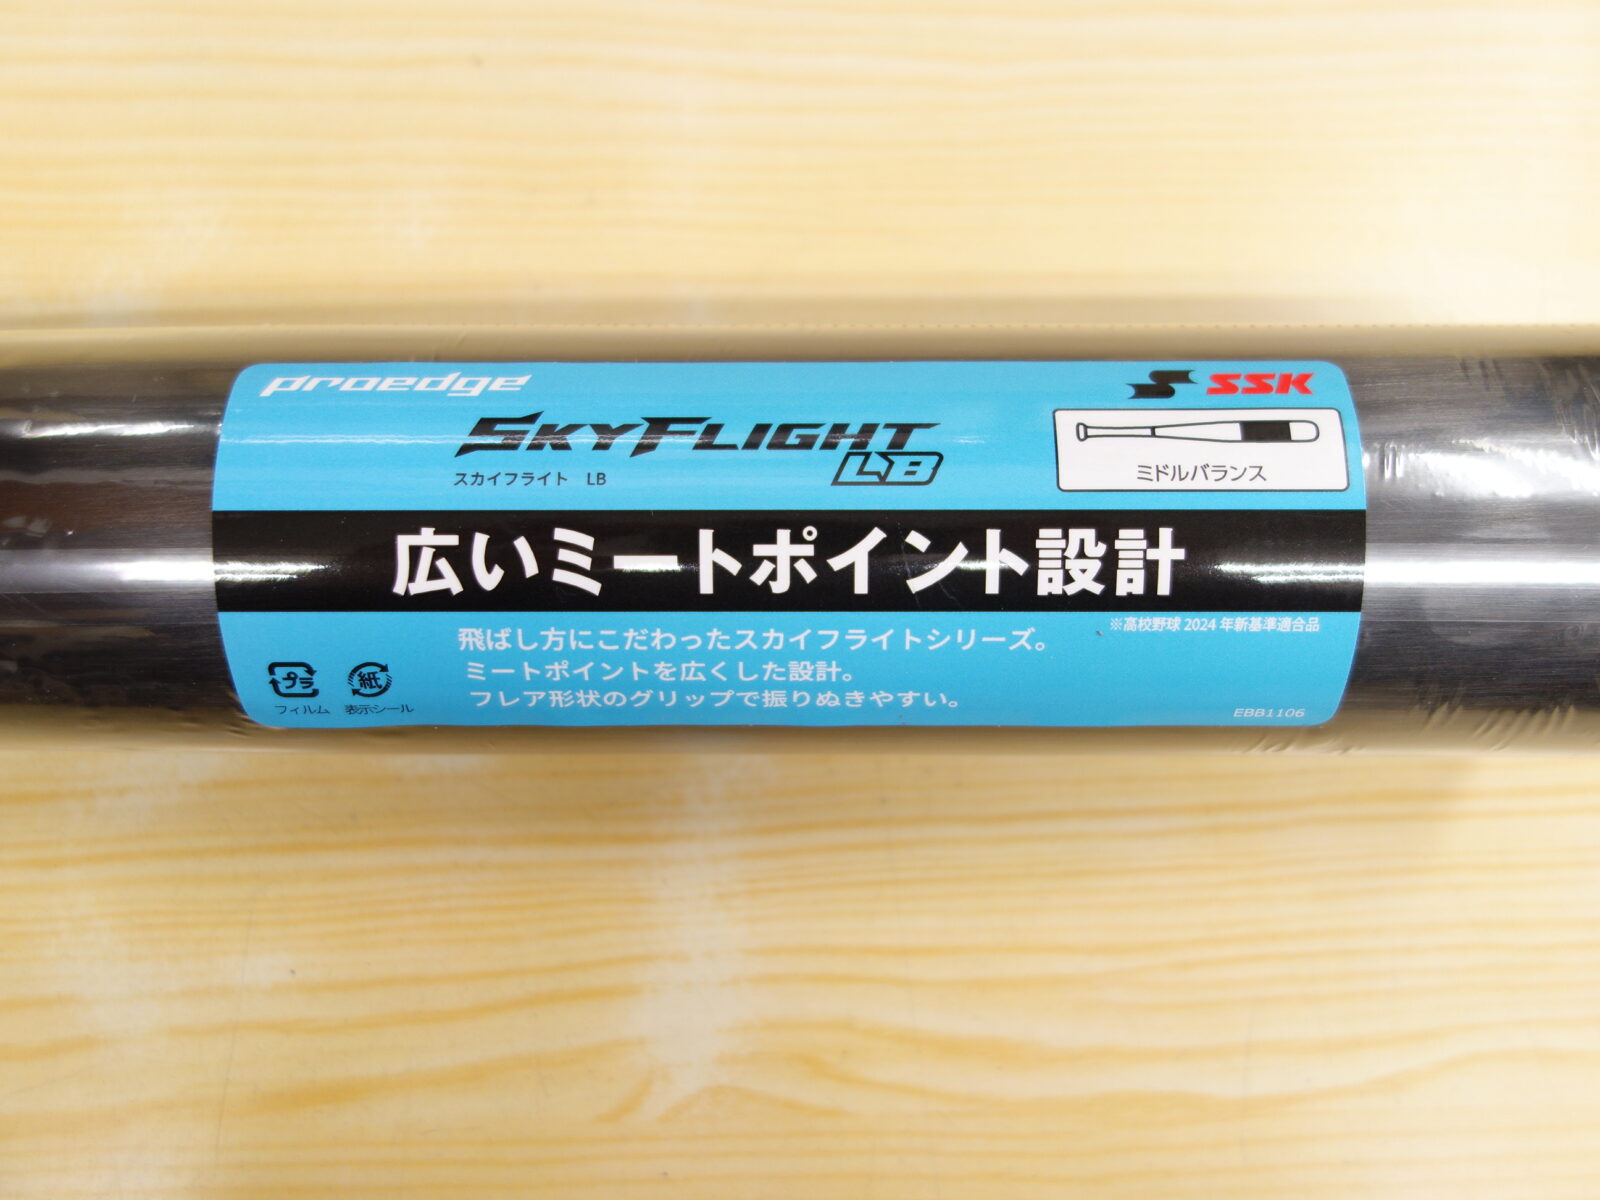 proedge
SSK
SKYFLIGHT
LB
スカイフライト LB
ミドルバランス
広いミートポイント設計
※高校野球 2024 年新基準適合品
飛ばし方にこだわったスカイフライトシリーズ。
ミートポイントを広くした設計。
フレア形状のグリップで振りぬきやすい。
プラ
紙
フィルム
表示シール
EBB1106